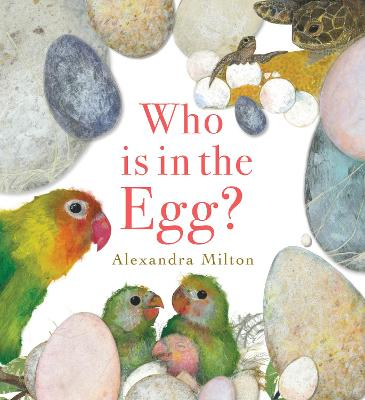 Who
is in the
Egg?
Alexandra Milton